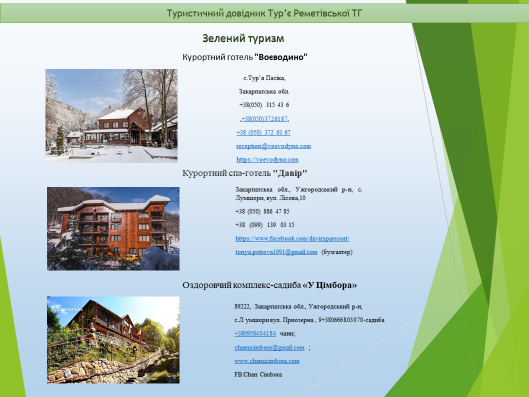 Туристичний довідник Тур’є Реметівської ТГ
Зелений туризм
Курортний готель "Воєводино"
с.Тур’я Пасіка,
Закарпатська обл.
+38(050) 315 43 6
,+38(050)3726187,
+38 (050) 372 61 67
reception@voevodyno.com
https://voevodyno.com
Курортний спа-готель "Давір"
Закарпатська обл., Ужгородський р-н, с.
Лумшори, вул. Лісова,10
+38 (050) 886 47 85
+38 (099) 139 03 15
https://www.facebook.com/davirsparesort/
tonya.petrova1991@gmail.com (бухгалтер)
Оздоровчий комплекс-садиба «У Цімбора»
89222, Закарпатська обл., Ужгородський р-н,
с.Л умшоривул. Приозерна , 9+380666803070-садиба
+380958404184 чани;
chanucimbora@gmail.com ;
www.chanucimbora.com
FB:Chan Cimbora